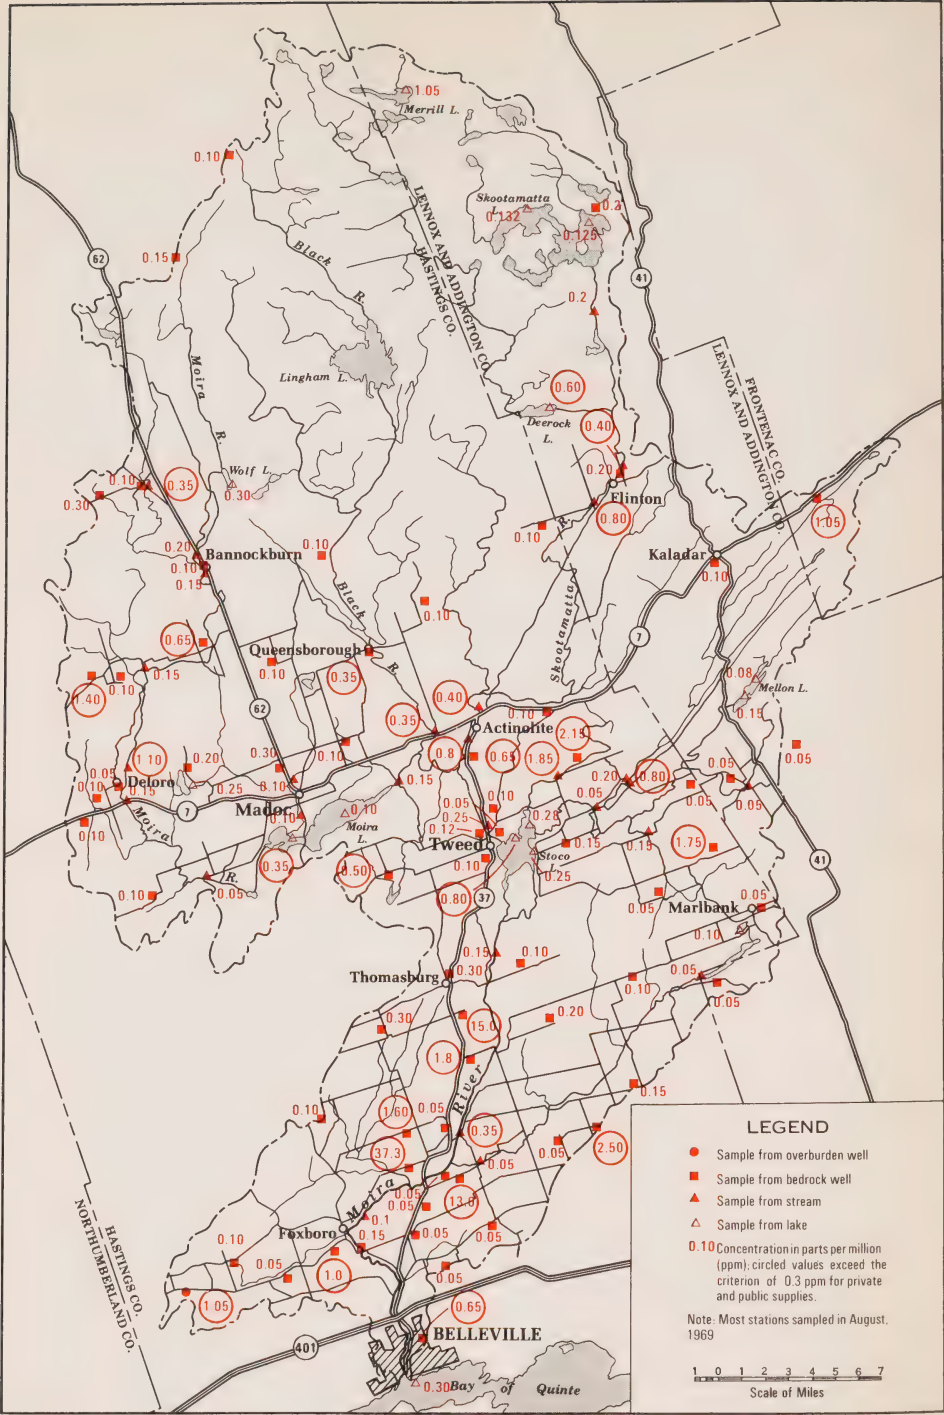 1.05
Merrill L.
0.10
LENNOX AND ADDINGTON CO.
HASTINGS CO.
Skootamatta
L.
0.132
0.2
0.125
62
0.15
Black
R.
41
0.2
Moira
R.
Lingham L.
FRONTENAC CO.
LENNOX AND ADDINGTON CO.
0.60
Deerock
L.
0.40
0.20
Flinton
0.80
R.
0.10
Skootamatta
0.10
0.35
0.30
Wolf L.
0.30
1.05
0.20
Bannockburn
0.10
0.15
0.10
Black
R.
Kaladar
0.10
0.10
7
0.65
Queensborough
0.10
0.35
0.15
0.10
1.40
0.08
Mellon L.
0.15
62
0.40
0.35
0.10
Actinolite
2.15
0.8
0.65
1.85
0.10
0.05
1.10
0.20
0.30
0.05
Deloro
0.10
0.15
0.25
0.10
Madoc
0.15
0.20
0.80
0.05
0.05
0.05
7
Moira
R.
0.10
0.10
0.10
Moira
L.
0.05
0.10
0.25
0.12
0.28
Tweed
0.15
0.15
1.75
Stoco
L.
0.25
0.10
41
0.35
0.50
0.80
37
0.10
0.05
0.05
Marlbank
0.05
0.10
0.15
0.10
Thomasburg
0.30
0.05
0.10
0.05
0.30
15.0
0.20
1.8
River
0.15
0.10
1.60
0.05
0.35
37.3
0.05
0.05
2.50
Moira
0.05
0.05
13.8
Foxboro
0.1
0.15
0.05
0.05
0.10
0.05
1.0
0.05
1.05
0.65
BELLEVILLE
401
0.30
Bay of Quinte
HASTINGS CO.
NORTHUMBERLAND CO.
LEGEND
Sample from overburden well
Sample from bedrock well
Sample from stream
Sample from lake
0.10 Concentration in parts per million
(ppm); circled values exceed the
criterion of 0.3 ppm for private
and public supplies.
Note: Most stations sampled in August,
1969
1 0 1 2 3 4 5 6 7
Scale of Miles